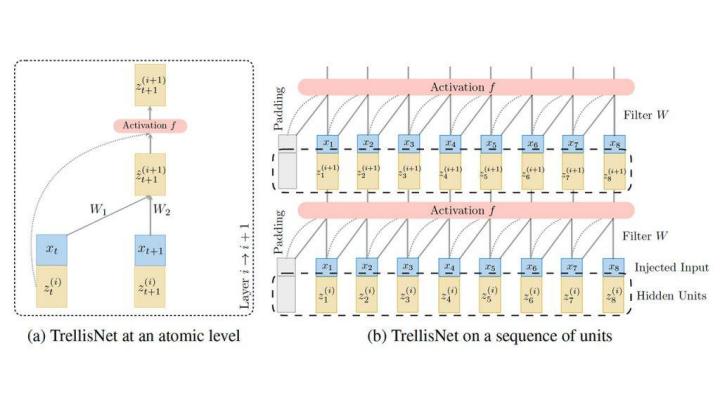 z_{t+1}^{(i+1)}
Activation f
ẑ_{t+1}^{(i+1)}
W_1 W_2
x_t x_{t+1}
z_t^{(i)} z_{t+1}^{(i)}
Layer i → i + 1
(a) TrellisNet at an atomic level
Activation f
Padding
Filter W
x_1 x_2 x_3 x_4 x_5 x_6 x_7 x_8
z_1^{(i+1)} z_2^{(i+1)} z_3^{(i+1)} z_4^{(i+1)} z_5^{(i+1)} z_6^{(i+1)} z_7^{(i+1)} z_8^{(i+1)}
Activation f
Padding
Filter W
x_1 x_2 x_3 x_4 x_5 x_6 x_7 x_8 Injected Input
z_1^{(i)} z_2^{(i)} z_3^{(i)} z_4^{(i)} z_5^{(i)} z_6^{(i)} z_7^{(i)} z_8^{(i)} Hidden Units
(b) TrellisNet on a sequence of units